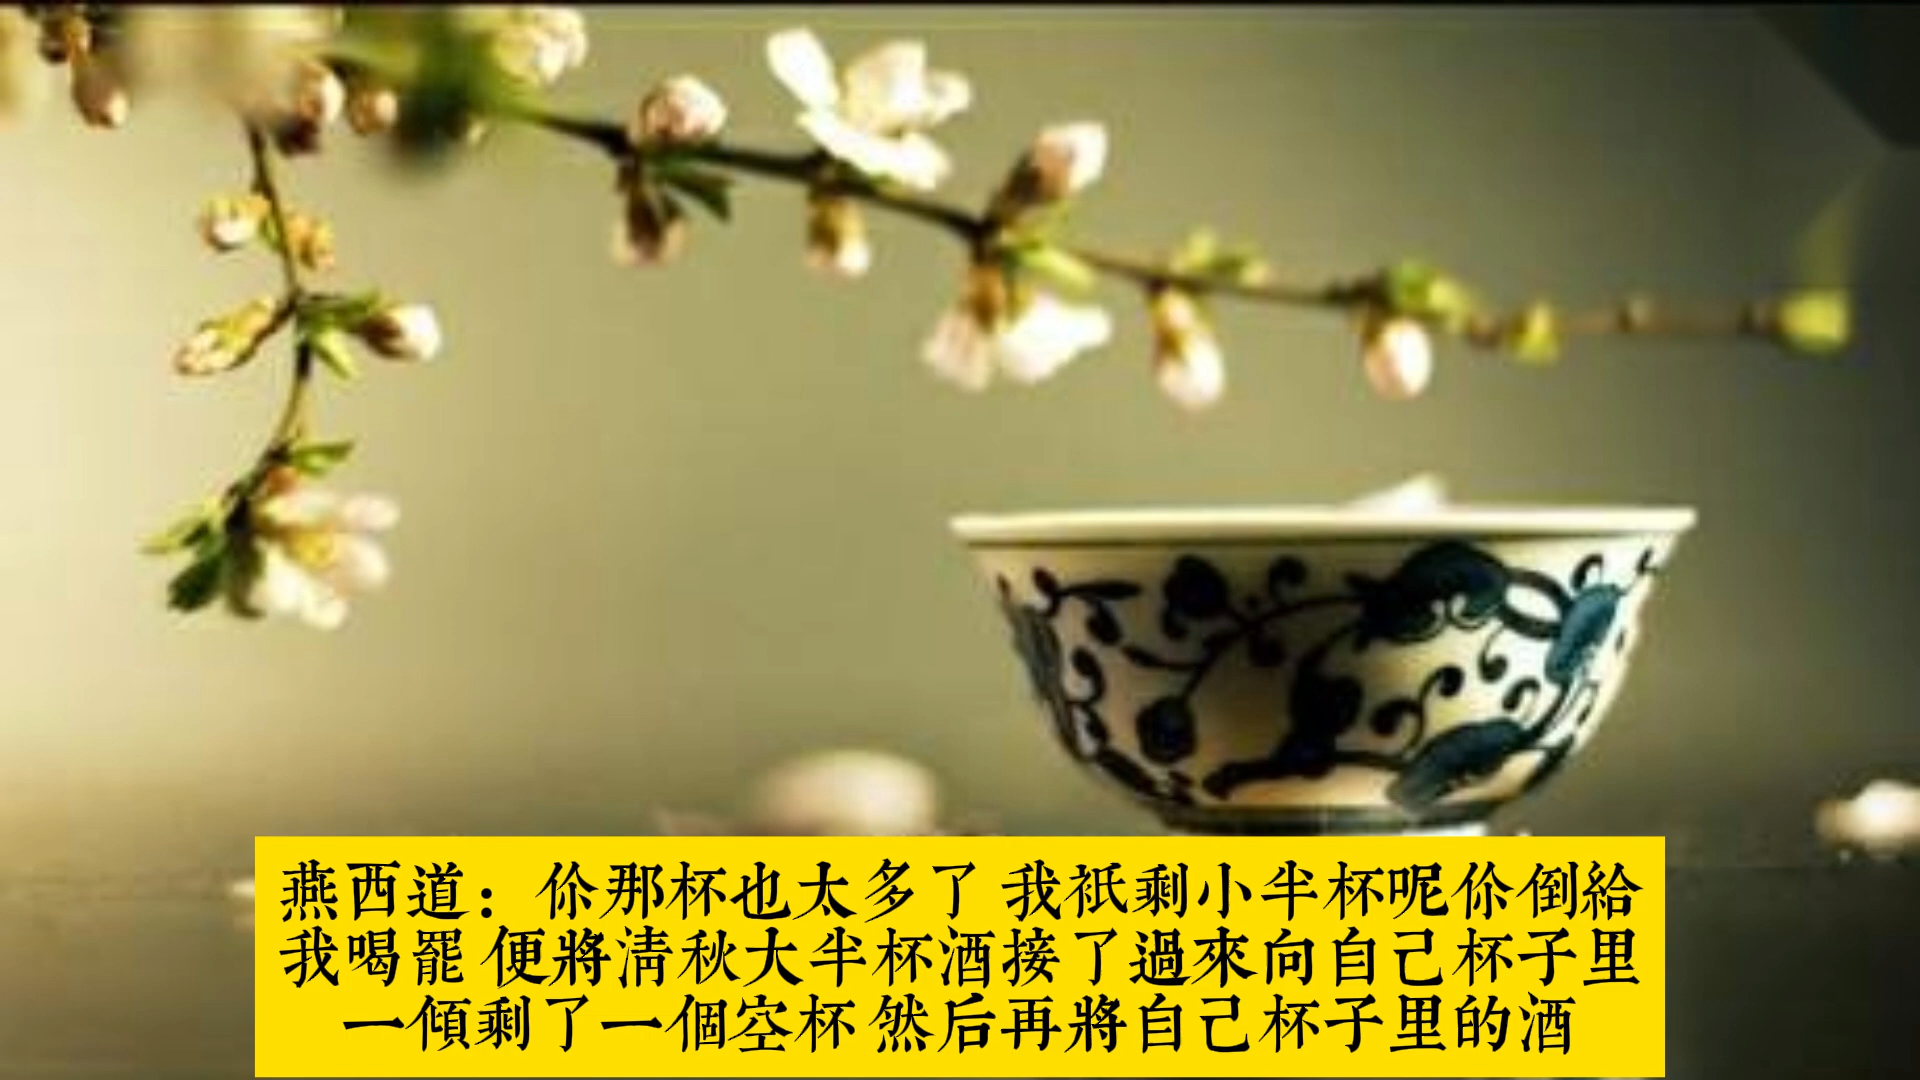 燕西道：伱那杯也太多了 我衹剩小半杯呢伱倒給
我喝罷 便將淸秋大半杯酒接了過來向自己杯子里
一傾剩了一個空杯 然后再將自己杯子里的酒